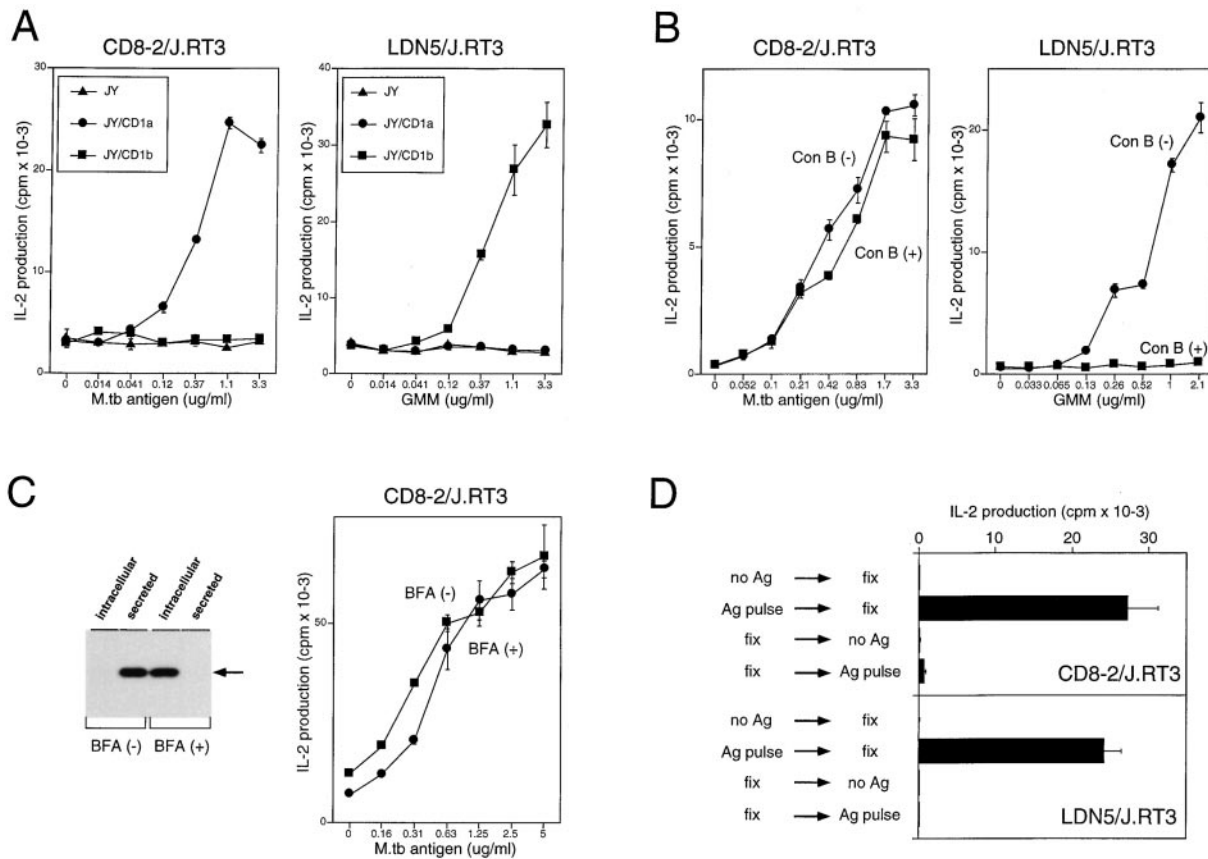 A
CD8-2/J.RT3
IL-2 production (cpm x 10-3)
30
20
10
0
JY
JY/CD1a
JY/CD1b
0 0.014 0.041 0.12 0.37 1.1 3.3
M.tb antigen (ug/ml)
LDN5/J.RT3
IL-2 production (cpm x 10-3)
40
30
20
10
0
JY
JY/CD1a
JY/CD1b
0 0.014 0.041 0.12 0.37 1.1 3.3
GMM (ug/ml)
B
CD8-2/J.RT3
IL-2 production (cpm x 10-3)
10
5
0
Con B (-)
Con B (+)
0 0.052 0.1 0.21 0.42 0.83 1.7 3.3
M.tb antigen (ug/ml)
LDN5/J.RT3
IL-2 production (cpm x 10-3)
20
10
0
Con B (-)
Con B (+)
0 0.033 0.065 0.13 0.26 0.52 1 2.1
GMM (ug/ml)
C
intracellular
secreted
intracellular
secreted
BFA (-) BFA (+)
CD8-2/J.RT3
IL-2 production (cpm x 10-3)
50
0
BFA (-)
BFA (+)
0 0.16 0.31 0.63 1.25 2.5 5
M.tb antigen (ug/ml)
D
IL-2 production (cpm x 10-3)
0 10 20 30
no Ag fix
Ag pulse fix
fix no Ag
fix Ag pulse
CD8-2/J.RT3
no Ag fix
Ag pulse fix
fix no Ag
fix Ag pulse
LDN5/J.RT3